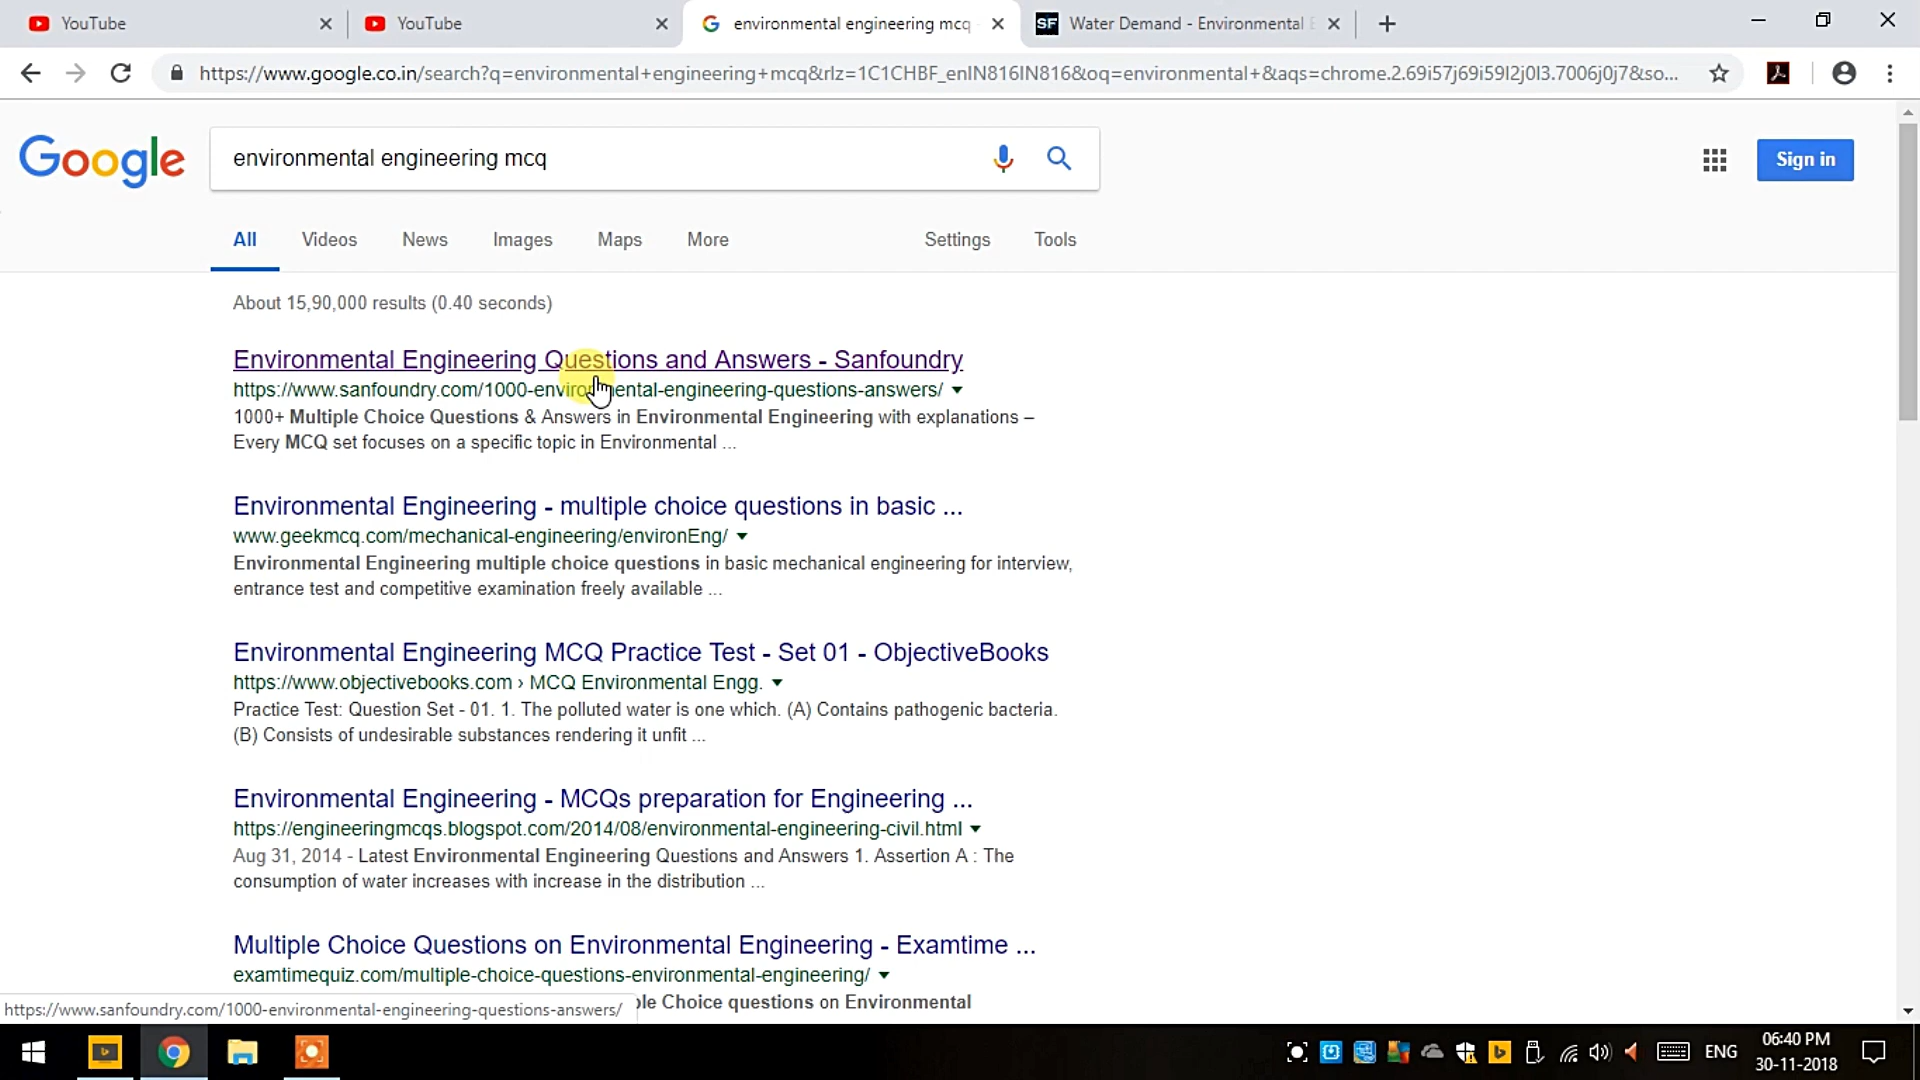 YouTube
YouTube
environmental engineering mcq
SF Water Demand - Environmental E
https://www.google.co.in/search?q=environmental+engineering+mcq&rlz=1C1CHBF_enIN816IN816&oq=environmental+&aqs=chrome.2.69i57j69i59l2j0l3.7006j0j7&so...
Google
environmental engineering mcq
Sign in
All
Videos
News
Images
Maps
More
Settings
Tools
About 15,90,000 results (0.40 seconds)
Environmental Engineering Questions and Answers - Sanfoundry
https://www.sanfoundry.com/1000-environmental-engineering-questions-answers/
1000+ Multiple Choice Questions & Answers in Environmental Engineering with explanations –
Every MCQ set focuses on a specific topic in Environmental ...
Environmental Engineering - multiple choice questions in basic ...
www.geekmcq.com/mechanical-engineering/environEng/
Environmental Engineering multiple choice questions in basic mechanical engineering for interview,
entrance test and competitive examination freely available ...
Environmental Engineering MCQ Practice Test - Set 01 - ObjectiveBooks
https://www.objectivebooks.com › MCQ Environmental Engg.
Practice Test: Question Set - 01. 1. The polluted water is one which. (A) Contains pathogenic bacteria.
(B) Consists of undesirable substances rendering it unfit ...
Environmental Engineering - MCQs preparation for Engineering ...
https://engineeringmcqs.blogspot.com/2014/08/environmental-engineering-civil.html
Aug 31, 2014 - Latest Environmental Engineering Questions and Answers 1. Assertion A : The
consumption of water increases with increase in the distribution ...
Multiple Choice Questions on Environmental Engineering - Examtime ...
examtimequiz.com/multiple-choice-questions-environmental-engineering/
Choice questions on Environmental
https://www.sanfoundry.com/1000-environmental-engineering-questions-answers/
ENG
06:40 PM
30-11-2018